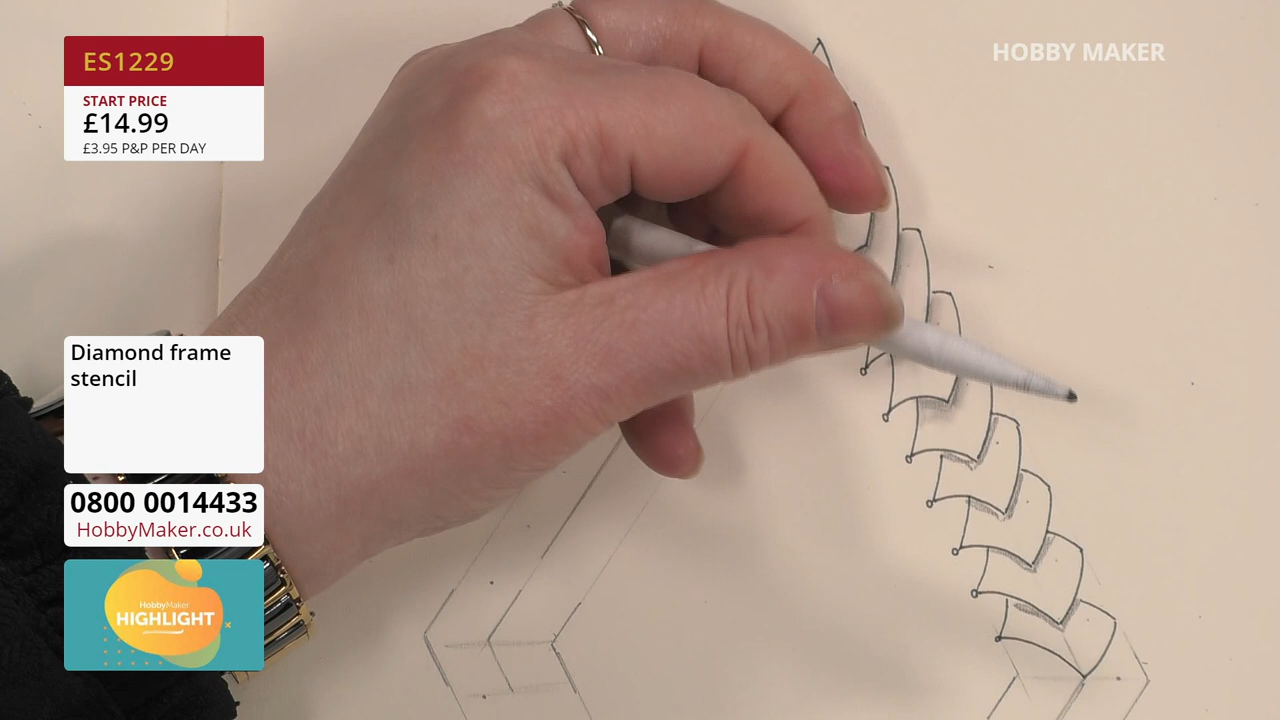 ES1229
START PRICE
£14.99
£3.95 P&P PER DAY
HOBBY MAKER
Diamond frame
stencil
0800 0014433
HobbyMaker.co.uk
HobbyMaker
HIGHLIGHT